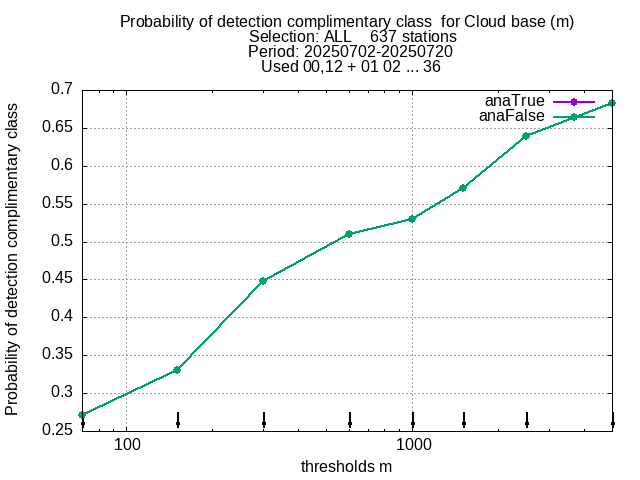 Probability of detection complimentary class  for Cloud base (m)
Selection: ALL    637 stations
Period: 20250702-20250720
Used 00,12 + 01 02 ... 36
anaTrue
anaFalse
Probability of detection complimentary class
0.7
0.65
0.6
0.55
0.5
0.45
0.4
0.35
0.3
0.25
100
1000
thresholds m